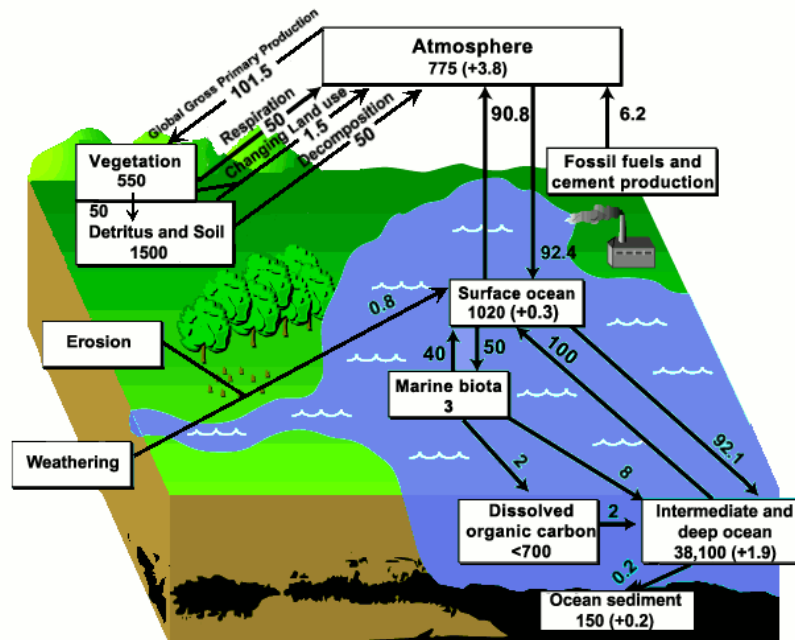 Atmosphere
775 (+3.8)
Global Gross Primary Production
101.5
Respiration
50
Changing Land use
1.5
Decomposition
50
90.8
6.2
Vegetation
550
Fossil fuels and
cement production
50
Detritus and Soil
1500
92.4
Surface ocean
1020 (+0.3)
0.8
Erosion
40
50
100
Marine biota
3
92.1
Weathering
2
8
Dissolved
organic carbon
<700
2
Intermediate and
deep ocean
38,100 (+1.9)
0.2
Ocean sediment
150 (+0.2)